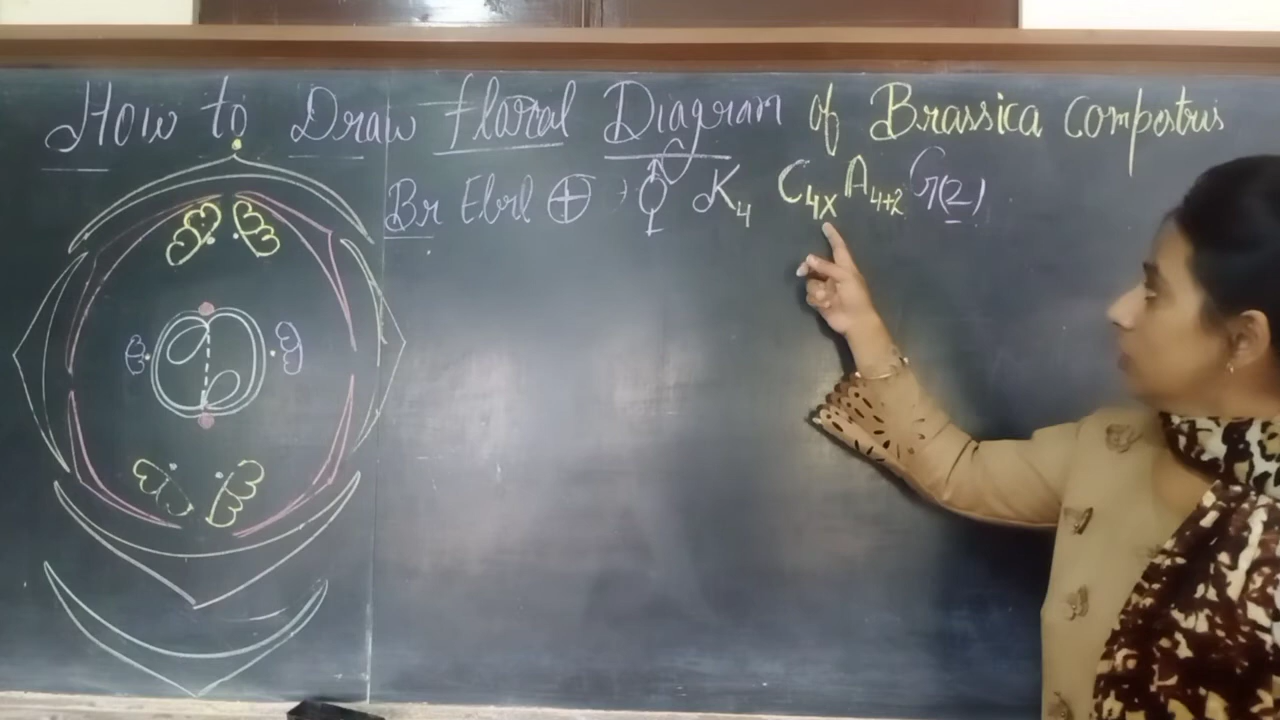 How to Draw Floral Diagram of Brassica Compestris
Br Ebrl ⊕ , ⚥ K4 C4x A4+2 G(2)